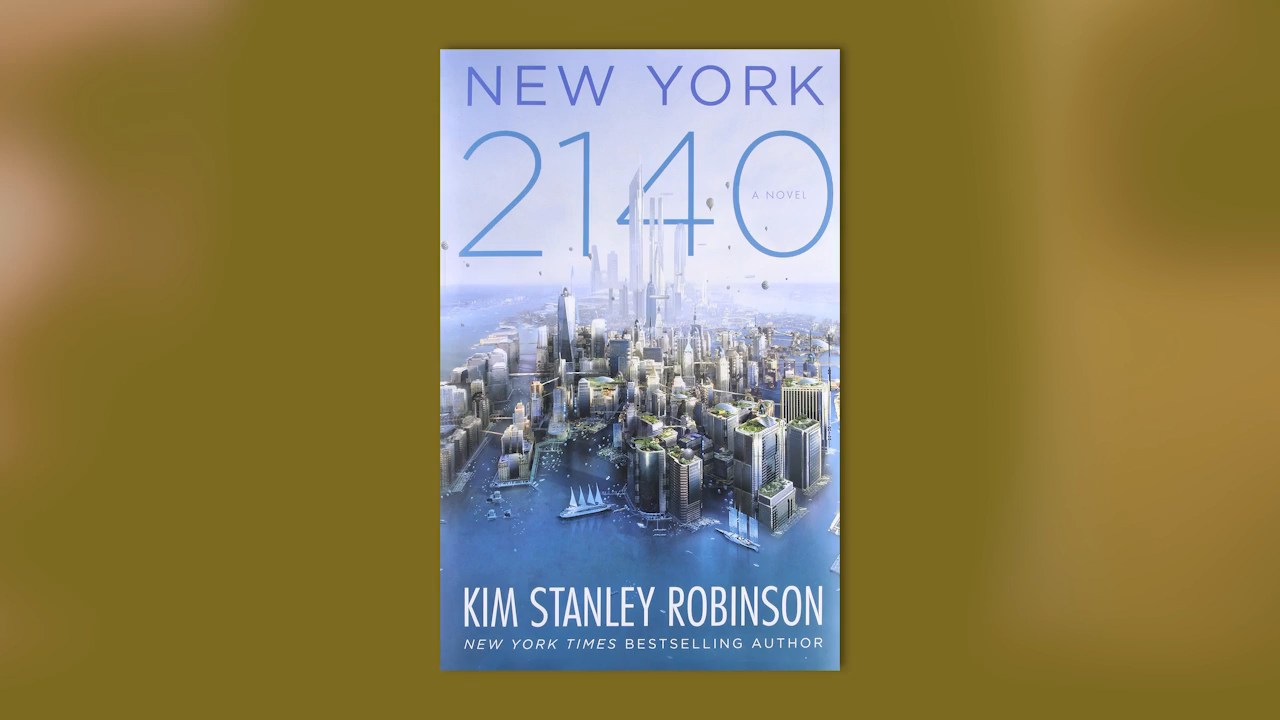 NEW YORK
2140
A NOVEL
KIM STANLEY ROBINSON
NEW YORK TIMES BESTSELLING AUTHOR